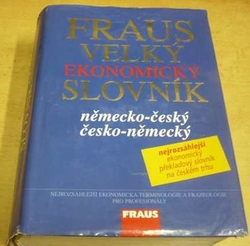 FRAUS
VELKÝ
EKONOMICKÝ
SLOVNÍK
německo-český
česko-německý
nejrozsáhlejší
ekonomický
překladový slovník
na českém trhu
NEJROZSÁHLEJŠÍ EKONOMICKÁ TERMINOLOGIE A FRAZEOLOGIE
PRO PROFESIONÁLY
FRAUS